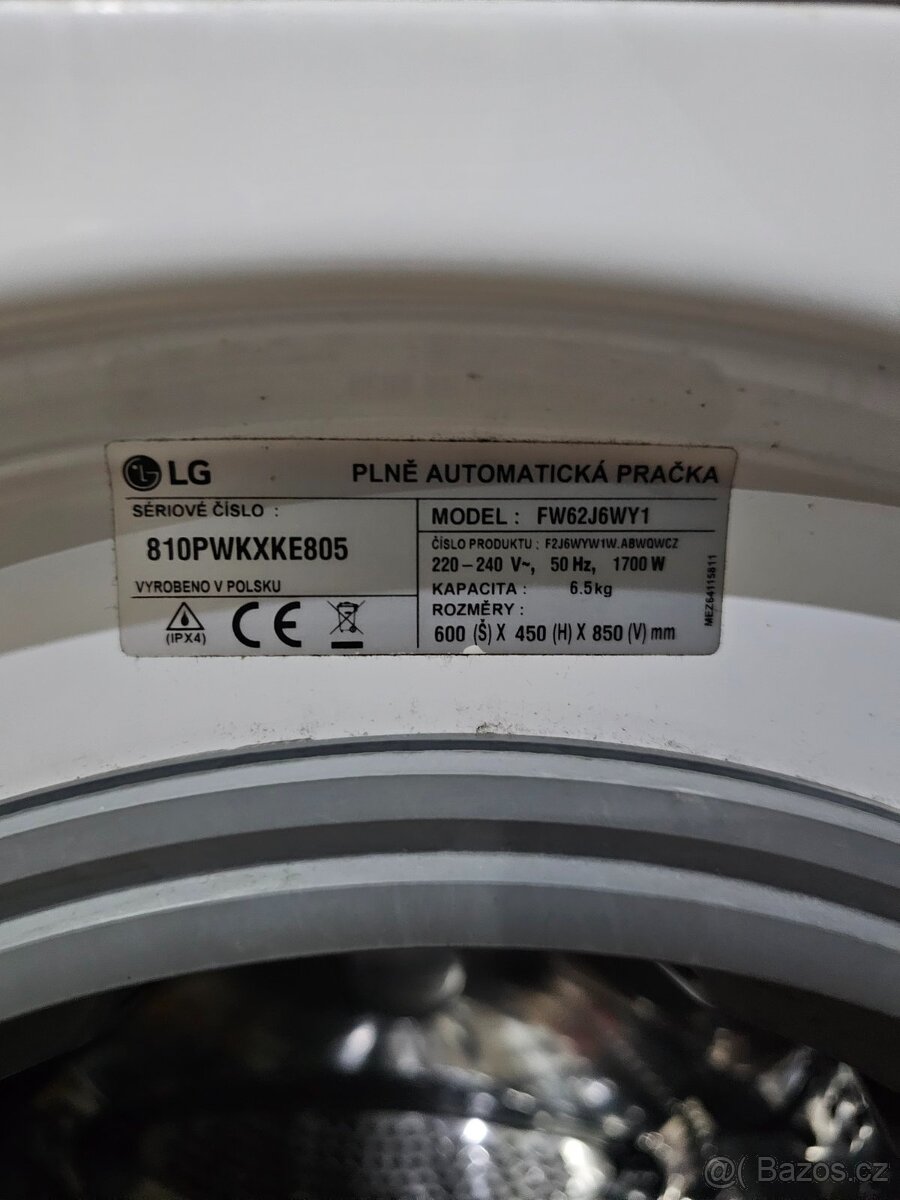 LG
PLNĚ AUTOMATICKÁ PRAČKA
SÉRIOVÉ ČÍSLO :
810PWKXKE805
VYROBENO V POLSKU
(IPX4)
CE
MODEL : FW62J6WY1
ČÍSLO PRODUKTU : F2J6WYW1W.ABWQWCZ
220–240 V~, 50 Hz, 1700 W
KAPACITA : 6.5kg
ROZMĚRY :
600 (Š) X 450 (H) X 850 (V) mm
MEZ64115811
@( Bazos.cz